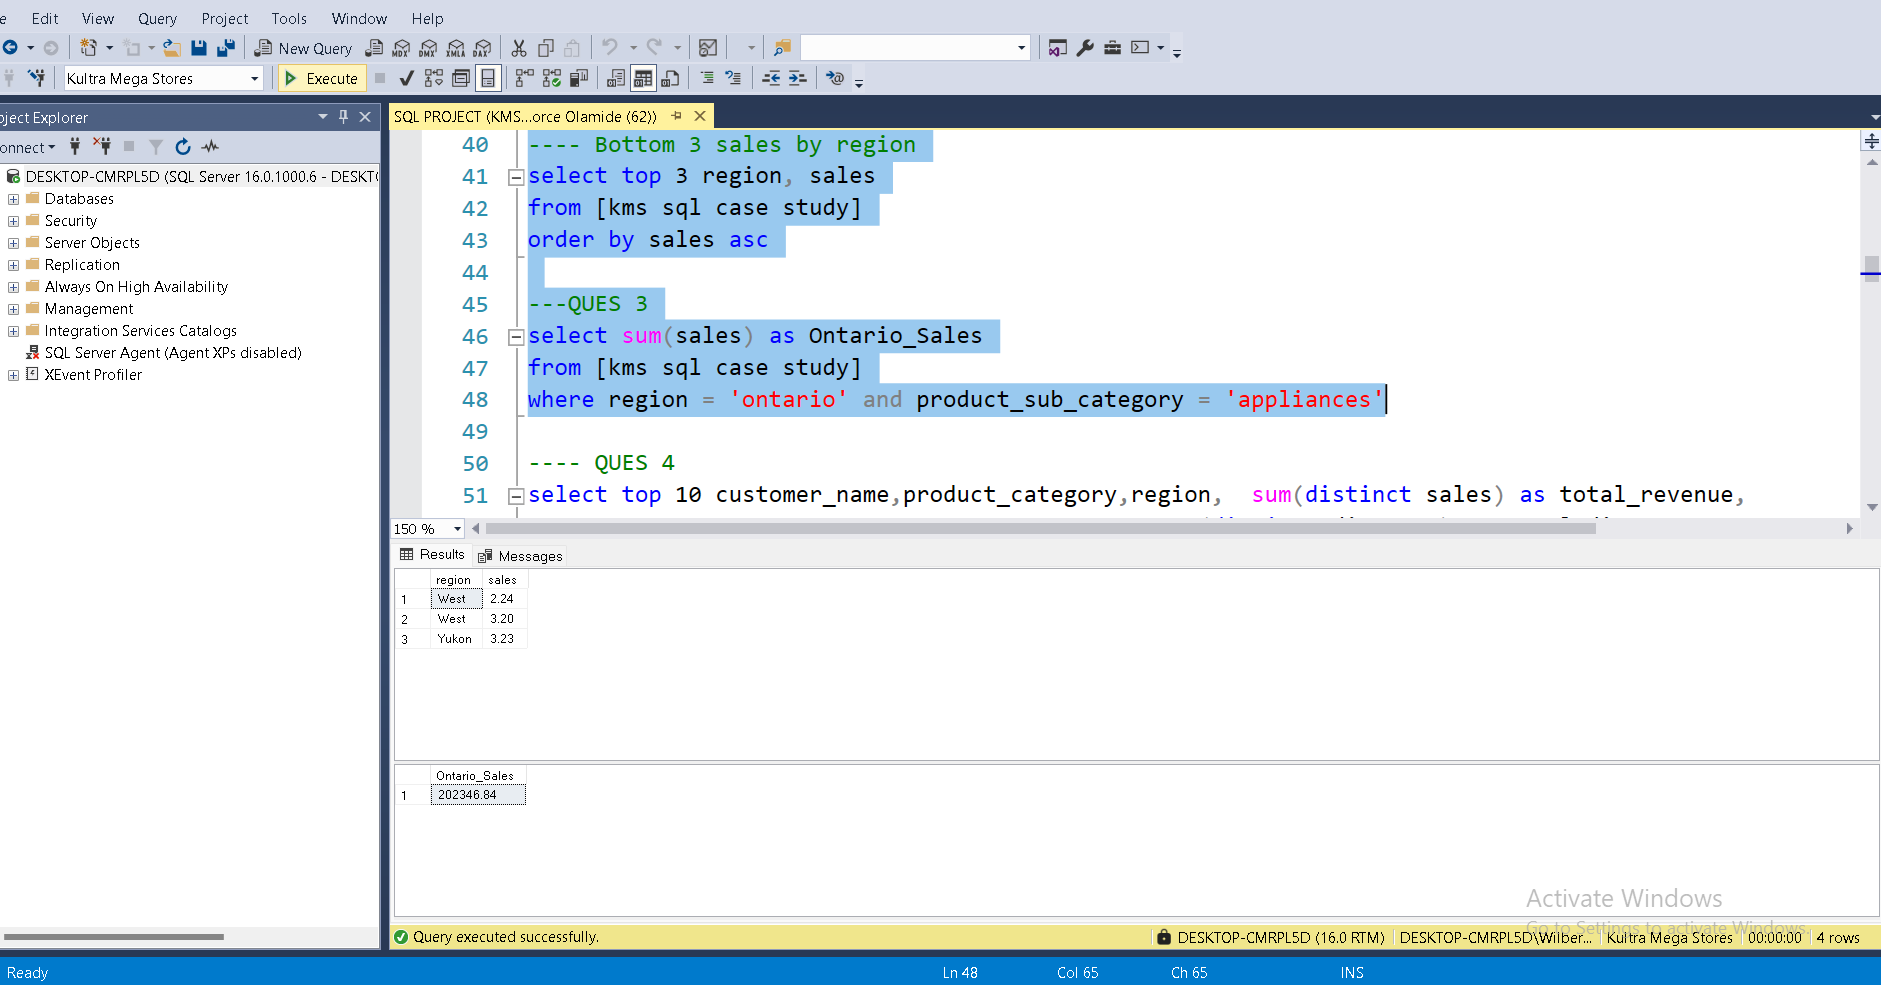 Edit View Query Project Tools Window Help
New Query MDX DMX XMLA DAX
Kultra Mega Stores Execute
ject Explorer
onnect
DESKTOP-CMRPL5D (SQL Server 16.0.1000.6 - DESKT
Databases
Security
Server Objects
Replication
Always On High Availability
Management
Integration Services Catalogs
SQL Server Agent (Agent XPs disabled)
XEvent Profiler
SQL PROJECT (KMS...orce Olamide (62))
40 ---- Bottom 3 sales by region
41 select top 3 region, sales
42 from [kms sql case study]
43 order by sales asc
44
45 ---QUES 3
46 select sum(sales) as Ontario_Sales
47 from [kms sql case study]
48 where region = 'ontario' and product_sub_category = 'appliances'
49
50 ---- QUES 4
51 select top 10 customer_name,product_category,region, sum(distinct sales) as total_revenue,
150 %
Results Messages
region sales
1 West 2.24
2 West 3.20
3 Yukon 3.23
Ontario_Sales
1 202346.84
Activate Windows
Go to Settings to activate Windows.
Query executed successfully. DESKTOP-CMRPL5D (16.0 RTM) DESKTOP-CMRPL5D\Wilber... Kultra Mega Stores 00:00:00 4 rows
Ready Ln 48 Col 65 Ch 65 INS